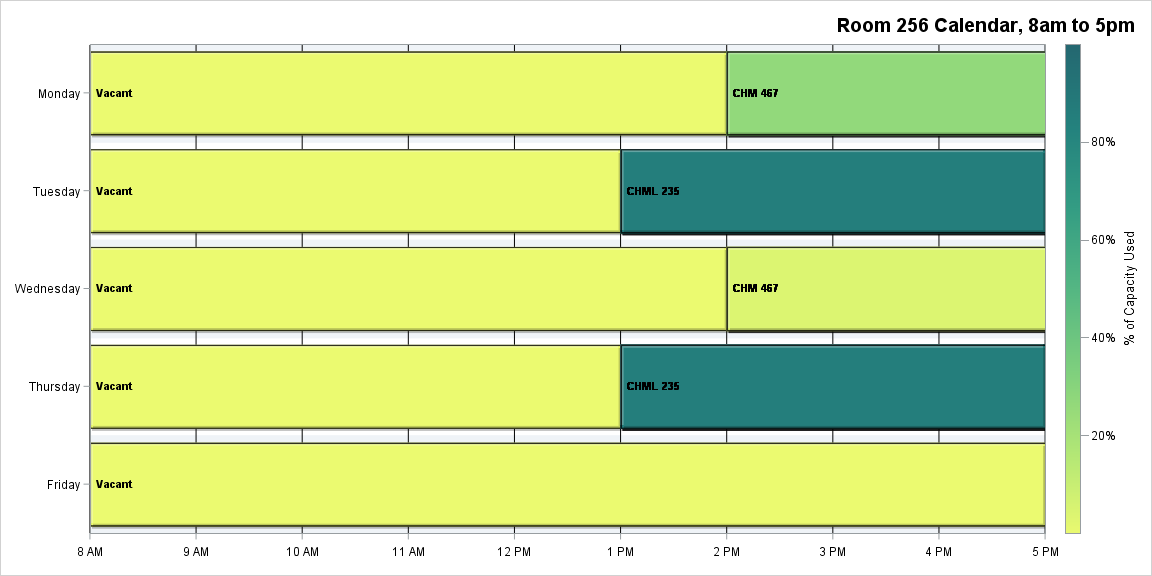 Room 256 Calendar, 8am to 5pm
Monday
Vacant
CHM 467
Tuesday
Vacant
CHML 235
Wednesday
Vacant
CHM 467
Thursday
Vacant
CHML 235
Friday
Vacant
8 AM
9 AM
10 AM
11 AM
12 PM
1 PM
2 PM
3 PM
4 PM
5 PM
80%
60%
40%
20%
% of Capacity Used